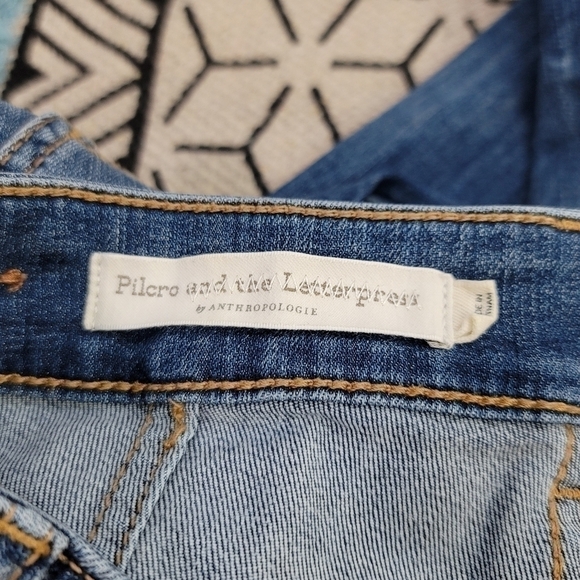 Pilcro and the Letterpress
by ANTHROPOLOGIE